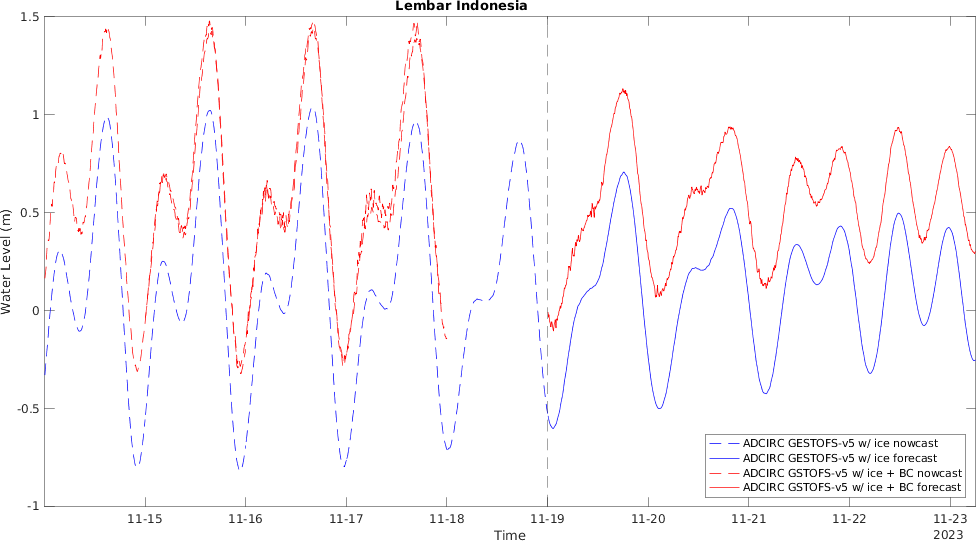 Lembar Indonesia
1.5
1
0.5
0
-0.5
-1
Water Level (m)
ADCIRC GESTOFS-v5 w/ ice nowcast
ADCIRC GESTOFS-v5 w/ ice forecast
ADCIRC GSTOFS-v5 w/ ice + BC nowcast
ADCIRC GSTOFS-v5 w/ ice + BC forecast
11-15 11-16 11-17 11-18 11-19 11-20 11-21 11-22 11-23
Time 2023